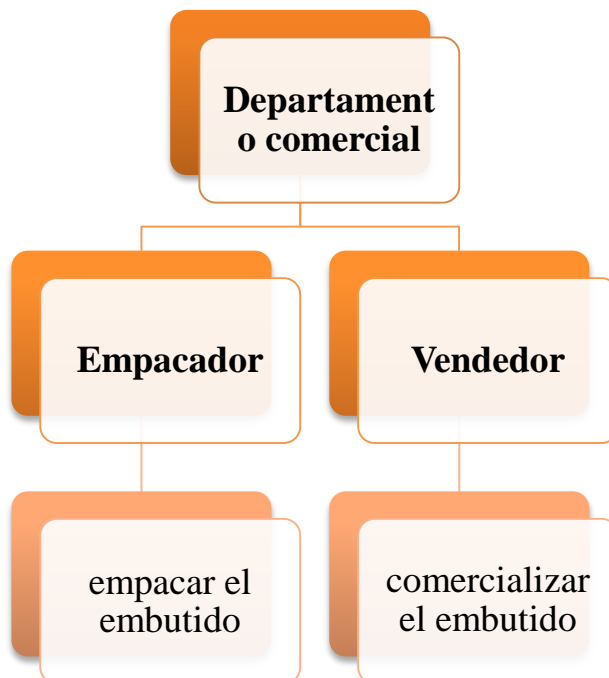 Departament
o comercial
Empacador
Vendedor
empacar el
embutido
comercializar
el embutido